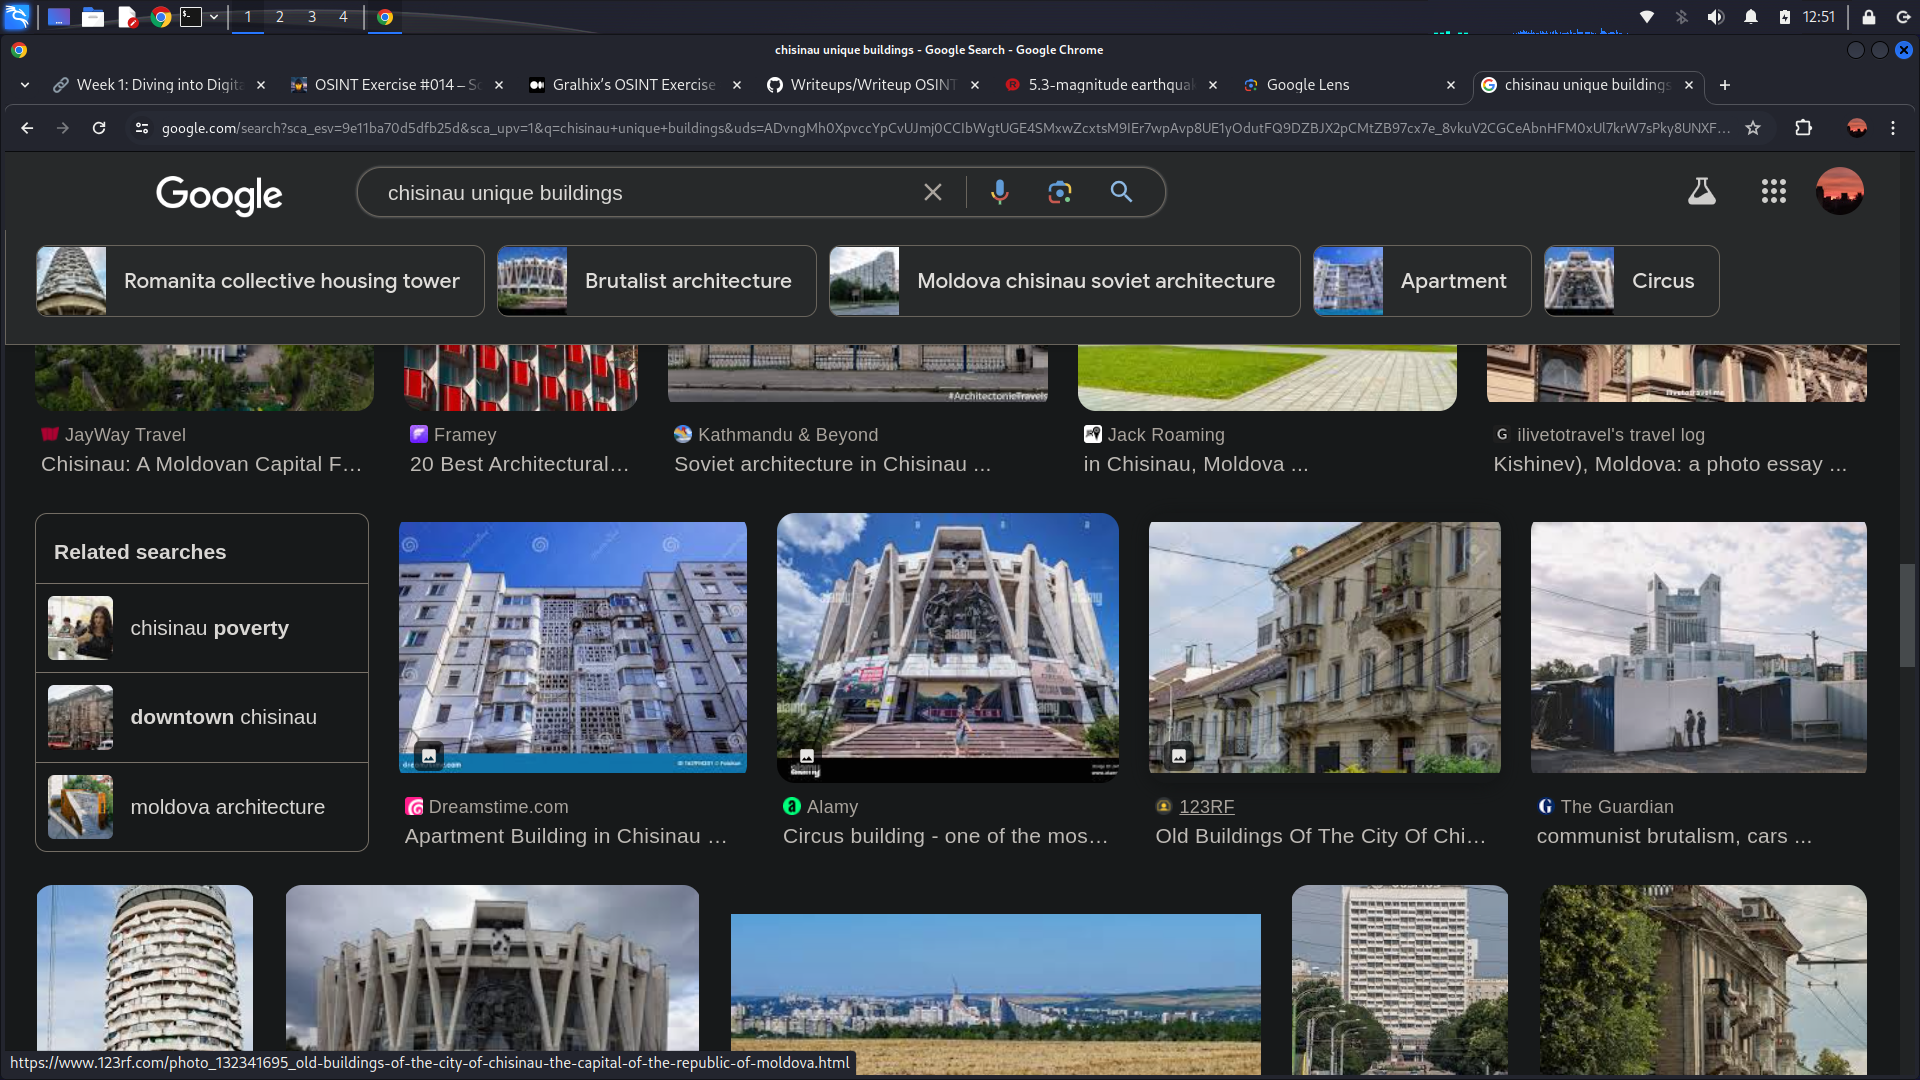 1 2 3 4
12:51
chisinau unique buildings - Google Search - Google Chrome
Week 1: Diving into Digita
OSINT Exercise #014 – Sc
Gralhix's OSINT Exercise
Writeups/Writeup OSINT
5.3-magnitude earthquak
Google Lens
chisinau unique buildings
google.com/search?sca_esv=9e11ba70d5dfb25d&sca_upv=1&q=chisinau+unique+buildings&uds=ADvngMh0XpvccYpCvUJmj0CCIbWgtUGE4SMxwZcxtsM9IEr7wpAvp8UE1yOdutFQ9DZBJX2pCMtZB97cx7e_8vkuV2CGCeAbnHFM0xUl7krW7sPky8UNXF...
Google
chisinau unique buildings
Romanita collective housing tower
Brutalist architecture
Moldova chisinau soviet architecture
Apartment
Circus
#ArchitectonicTravels
ilivetotravel.me
JayWay Travel
Chisinau: A Moldovan Capital F...
Framey
20 Best Architectural...
Kathmandu & Beyond
Soviet architecture in Chisinau ...
Jack Roaming
in Chisinau, Moldova ...
G ilivetotravel's travel log
Kishinev), Moldova: a photo essay ...
Related searches
chisinau poverty
downtown chisinau
moldova architecture
alamy
alamy
alamy
alamy
Dreamstime.com
Apartment Building in Chisinau ...
a Alamy
Circus building - one of the mos...
123RF
Old Buildings Of The City Of Chi...
G The Guardian
communist brutalism, cars ...
https://www.123rf.com/photo_132341695_old-buildings-of-the-city-of-chisinau-the-capital-of-the-republic-of-moldova.html